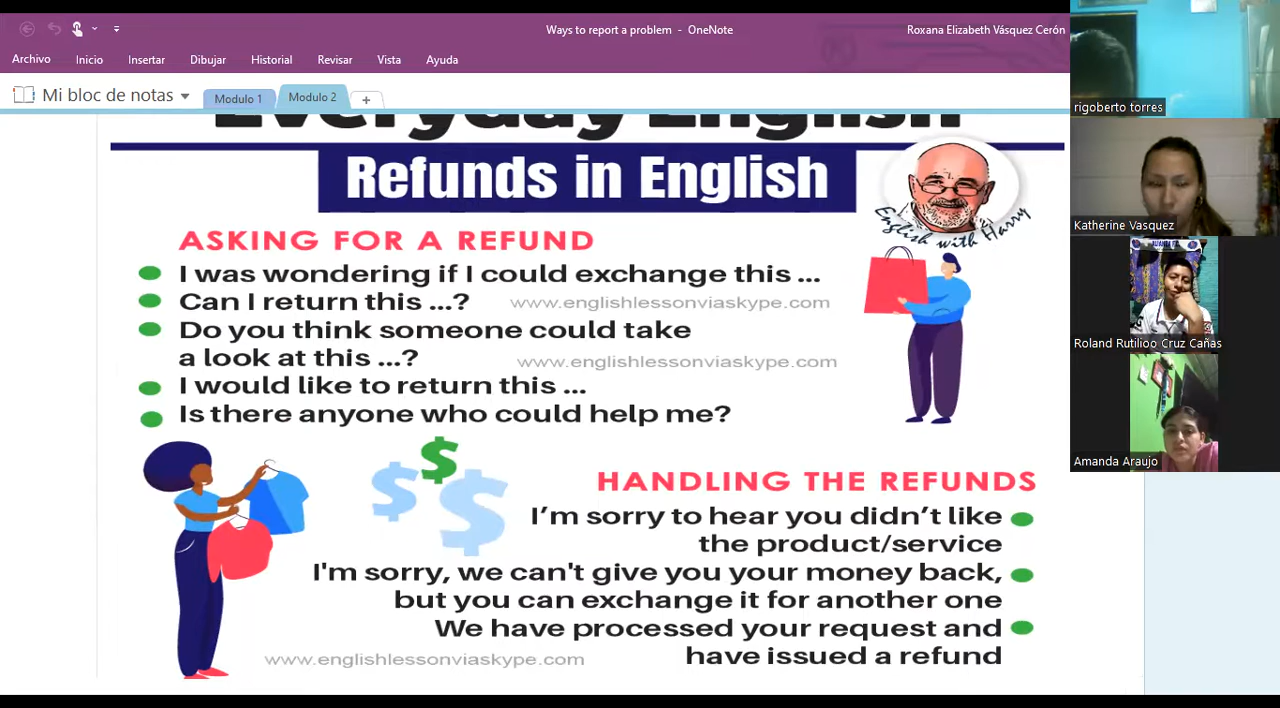 Ways to report a problem - OneNote
Roxana Elizabeth Vásquez Cerón
Archivo Inicio Insertar Dibujar Historial Revisar Vista Ayuda
Mi bloc de notas Modulo 1 Modulo 2 +
Everyday English
Refunds in English
English with Harry
ASKING FOR A REFUND
I was wondering if I could exchange this ...
Can I return this ...?
www.englishlessonviaskype.com
Do you think someone could take
a look at this ...?
www.englishlessonviaskype.com
I would like to return this ...
Is there anyone who could help me?
$ $ $
HANDLING THE REFUNDS
I'm sorry to hear you didn't like
the product/service
I'm sorry, we can't give you your money back,
but you can exchange it for another one
We have processed your request and
have issued a refund
www.englishlessonviaskype.com
rigoberto torres
Katherine Vasquez
Roland Rutilioo Cruz Cañas
Amanda Araujo